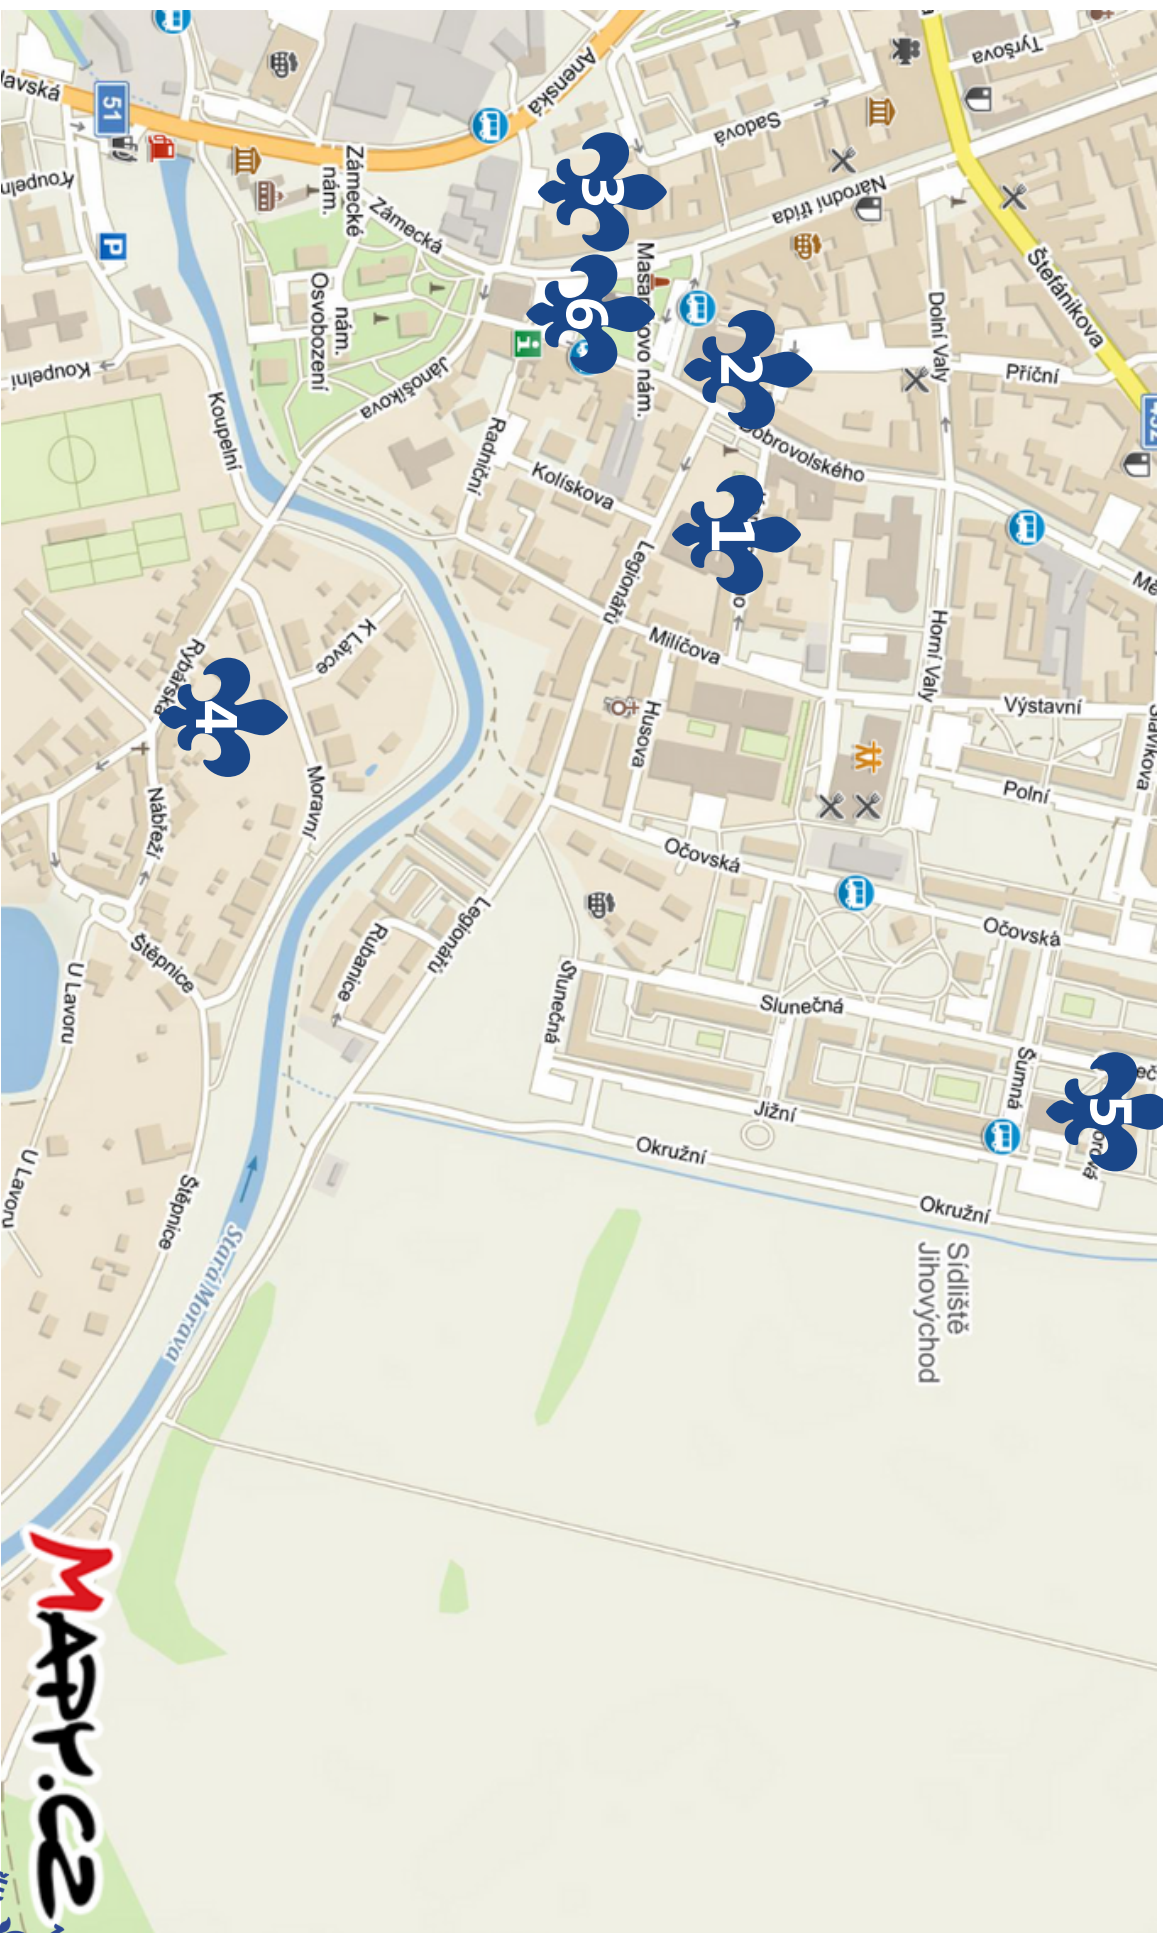 Tyršova
Anenská
Sadová
Národní třída
51
Zámecké
nám.
Zámecká
3
Štefánikova
Dolní Valy
Příční
nám.
Osvobození
6
2
P
i
Koupelní
Jánošíkova
Koupelní
Radniční
Kolískova
Dobrovolského
1
Legionářů
Milíčova
Horní Valy
K Lávce
Rybářská
4
Husova
Výstavní
Polní
Moravní
Nábřeží
Očovská
Legionářů
Rubanice
Štěpnice
Očovská
U Lavoru
Slunečná
Slunečná
Šumná
5
Jižní
Okružní
Okružní
U Lavoru
Štěpnice
Stará Morava
Sídliště
Jihovýchod
MAPY.CZ